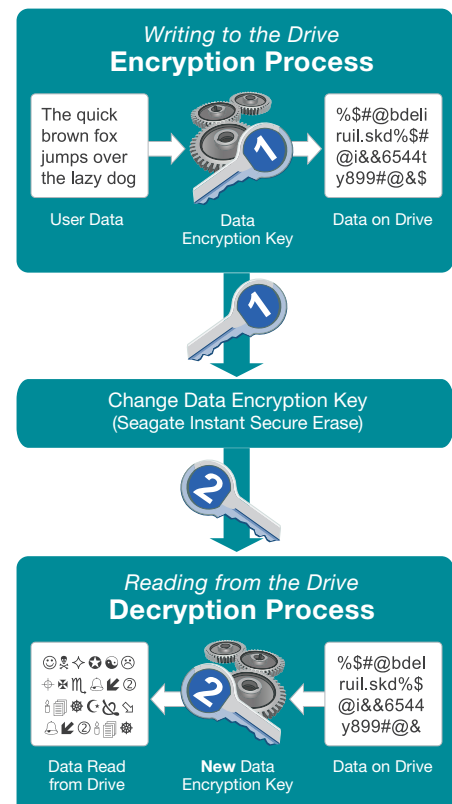 Writing to the Drive
Encryption Process
The quick
brown fox
jumps over
the lazy dog
1
%$#@bdeli
ruil.skd%$#
@i&&6544t
y899#@&$
User Data
Data
Encryption Key
Data on Drive
1
Change Data Encryption Key
(Seagate Instant Secure Erase)
2
Reading from the Drive
Decryption Process
☺☠✧✪☯☹
⌖✠♏🔔↙②
🕯🗐☸☪🖏⬂
🔔↙②🕯🗐☸
2
%$#@bdel
ruil.skd%$
@i&&6544
y899#@&
Data Read
from Drive
New Data
Encryption Key
Data on Drive